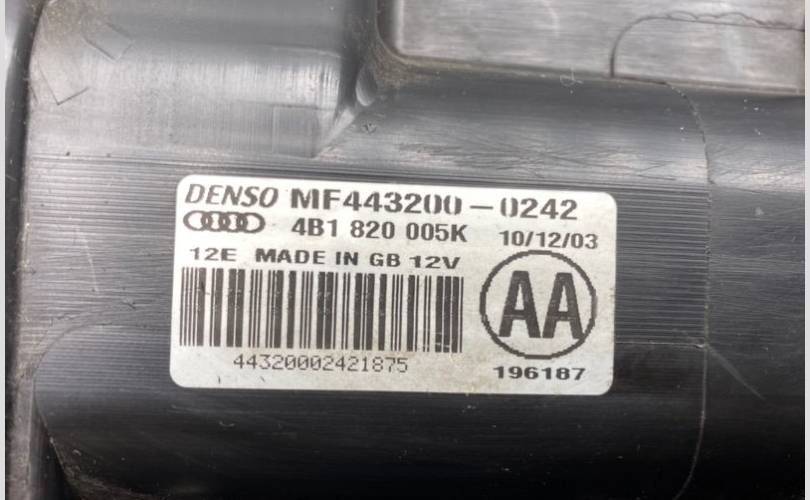 DENSO MF443200-0242
4B1 820 005K 10/12/03
12E MADE IN GB 12V
AA
44320002421875
196187